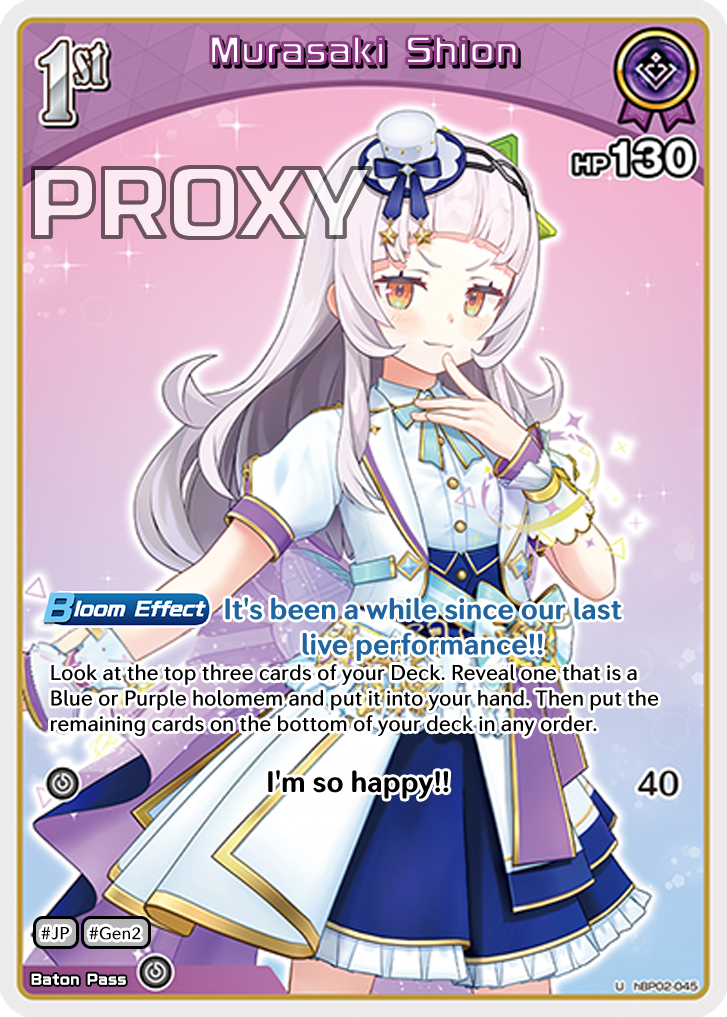 1st
Murasaki Shion
HP130
PROXY
Bloom Effect It's been a while since our last
live performance!!
Look at the top three cards of your Deck. Reveal one that is a
Blue or Purple holomem and put it into your hand. Then put the
remaining cards on the bottom of your deck in any order.
I'm so happy!! 40
#JP #Gen2
Baton Pass
U hBP02-045